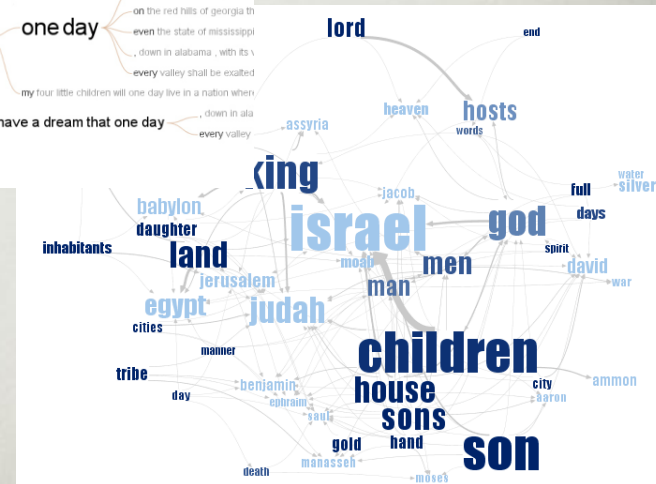 on the red hills of georgia th
one day
even the state of mississippi
, down in alabama , with its v
every valley shall be exalted
my four little children will one day live in a nation when
, down in ala
have a dream that one day
every valley
lord
end
heaven
hosts
words
assyria
king
water
silver
full
jacob
babylon
days
israel
god
daughter
inhabitants
land
spirit
moab
men
david
jerusalem
war
man
egypt
judah
cities
manner
children
tribe
ammon
benjamin
house
city
day
aaron
ephraim
saul
sons
gold
hand
son
manasseh
death
moses